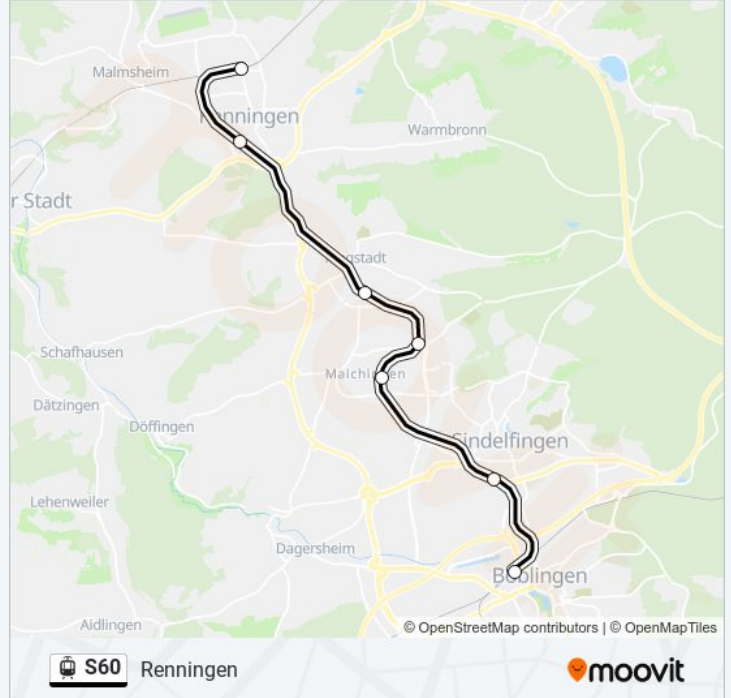 Malmsheim
Renningen
Warmbronn
r Stadt
gstadt
Schafhausen
Maichingen
Dätzingen
Döffingen
Sindelfingen
Lehenweiler
Dagersheim
Böblingen
Aidlingen
© OpenStreetMap contributors | © OpenMapTiles
S60 Renningen
moovit